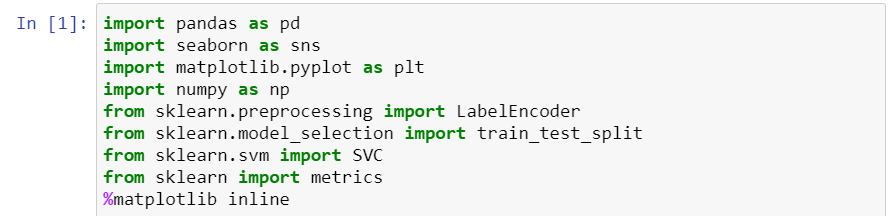 In [1]: import pandas as pd
import seaborn as sns
import matplotlib.pyplot as plt
import numpy as np
from sklearn.preprocessing import LabelEncoder
from sklearn.model_selection import train_test_split
from sklearn.svm import SVC
from sklearn import metrics
%matplotlib inline